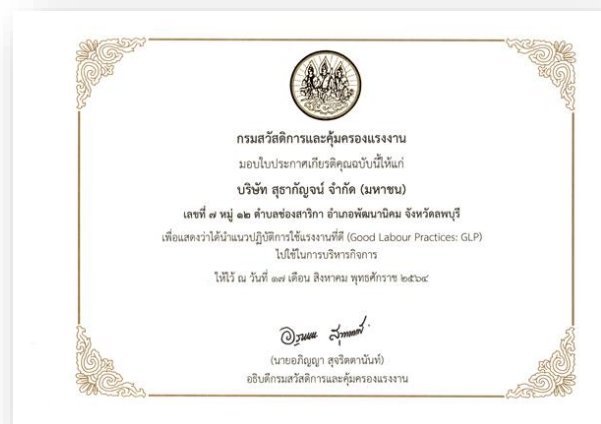 กรมสวัสดิการและคุ้มครองแรงงาน
มอบใบประกาศเกียรติคุณฉบับนี้ให้แก่
บริษัท สุธากัญจน์ จำกัด (มหาชน)
เลขที่ ๗ หมู่ ๑๒ ตำบลช่องสาริกา อำเภอพัฒนานิคม จังหวัดลพบุรี
เพื่อแสดงว่าได้นำแนวปฏิบัติการใช้แรงงานที่ดี (Good Labour Practices: GLP)
ไปใช้ในการบริหารกิจการ
ให้ไว้ ณ วันที่ ๑๗ เดือน สิงหาคม พุทธศักราช ๒๕๖๔
(นายอภิญญา สุจริตตานันท์)
อธิบดีกรมสวัสดิการและคุ้มครองแรงงาน